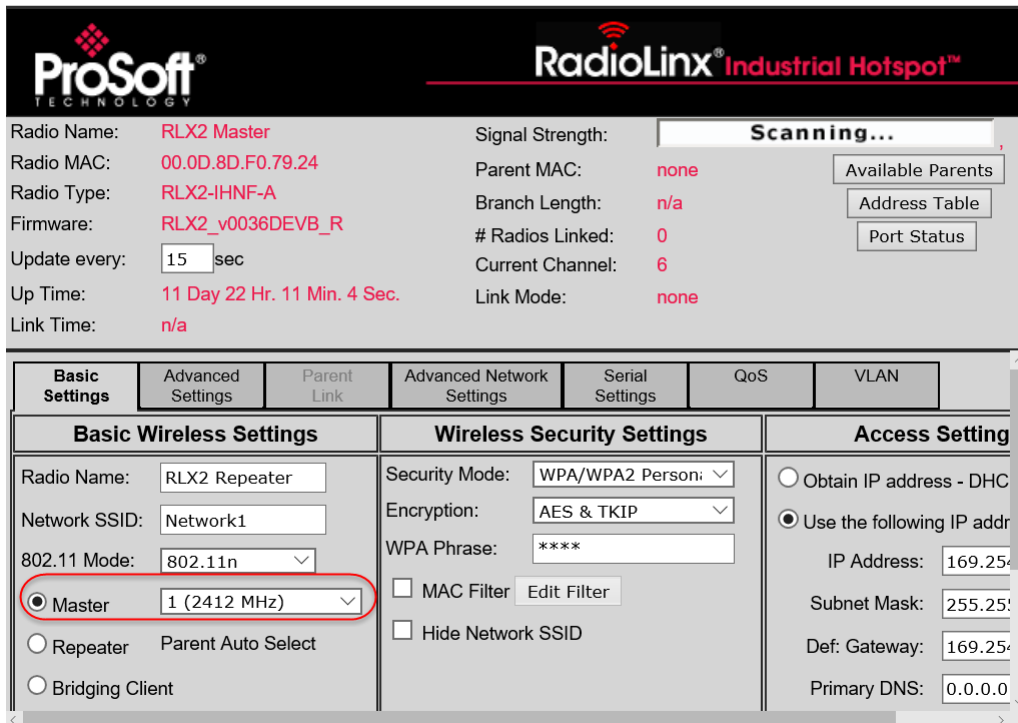 ProSoft®
TECHNOLOGY
RadioLinx® Industrial Hotspot™
Radio Name: RLX2 Master
Radio MAC: 00.0D.8D.F0.79.24
Radio Type: RLX2-IHNF-A
Firmware: RLX2_v0036DEVB_R
Update every: 15 sec
Up Time: 11 Day 22 Hr. 11 Min. 4 Sec.
Link Time: n/a
Signal Strength: Scanning... ,
Parent MAC: none
Branch Length: n/a
# Radios Linked: 0
Current Channel: 6
Link Mode: none
Available Parents
Address Table
Port Status
Basic Settings
Advanced Settings
Parent Link
Advanced Network Settings
Serial Settings
QoS
VLAN
Basic Wireless Settings
Radio Name: RLX2 Repeater
Network SSID: Network1
802.11 Mode: 802.11n
Master 1 (2412 MHz)
Repeater Parent Auto Select
Bridging Client
Wireless Security Settings
Security Mode: WPA/WPA2 Persona
Encryption: AES & TKIP
WPA Phrase: ****
MAC Filter Edit Filter
Hide Network SSID
Access Setting
Obtain IP address - DHC
Use the following IP addr
IP Address: 169.254
Subnet Mask: 255.255
Def: Gateway: 169.254
Primary DNS: 0.0.0.0